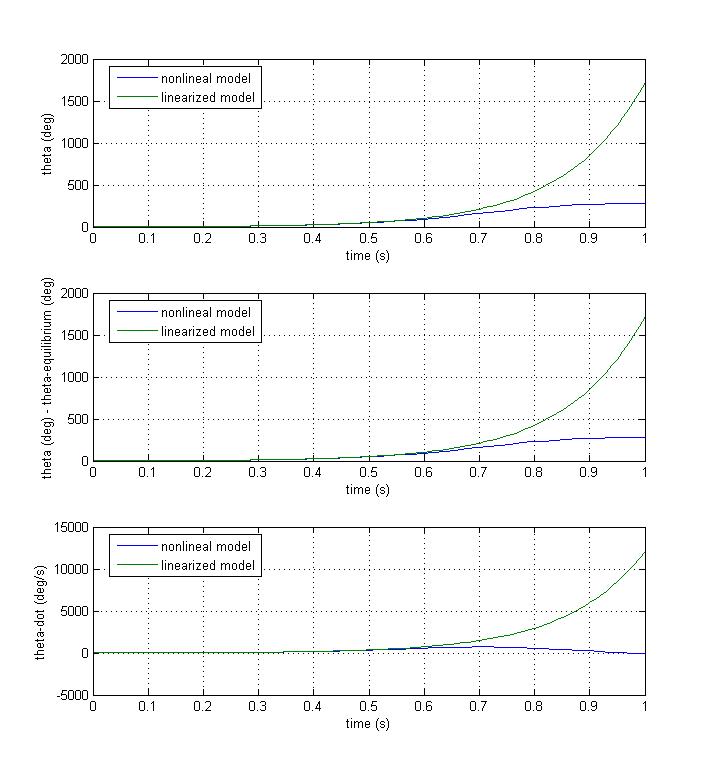 2000
1500
1000
500
0
theta (deg)
nonlineal model
linearized model
0 0.1 0.2 0.3 0.4 0.5 0.6 0.7 0.8 0.9 1
time (s)
2000
1500
1000
500
0
theta (deg) - theta-equilibrium (deg)
nonlineal model
linearized model
0 0.1 0.2 0.3 0.4 0.5 0.6 0.7 0.8 0.9 1
time (s)
15000
10000
5000
0
-5000
theta-dot (deg/s)
nonlineal model
linearized model
0 0.1 0.2 0.3 0.4 0.5 0.6 0.7 0.8 0.9 1
time (s)